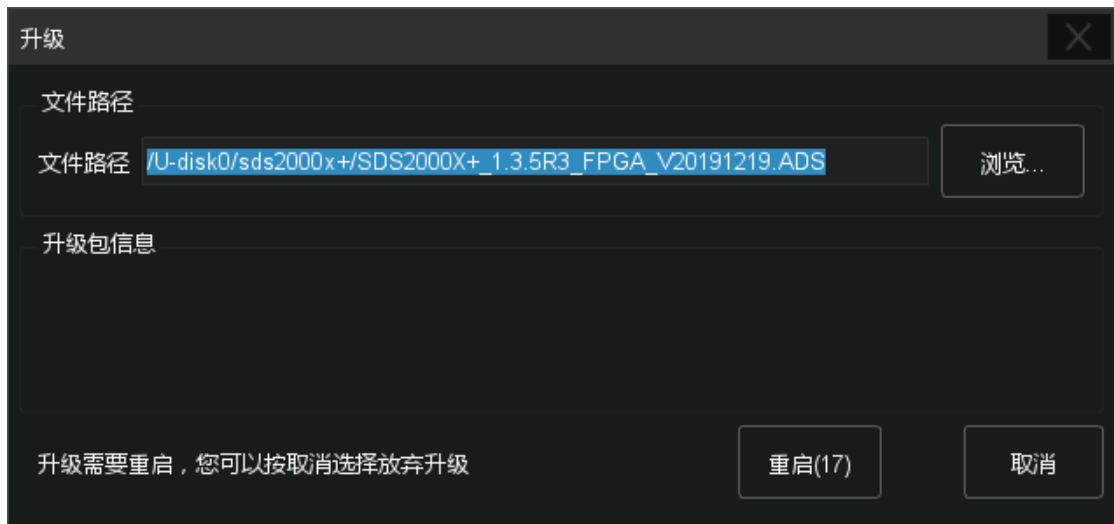 升级
文件路径
文件路径 /U-disk0/sds2000x+/SDS2000X+_1.3.5R3_FPGA_V20191219.ADS 浏览...
升级包信息
升级需要重启，您可以按取消选择放弃升级 重启(17) 取消